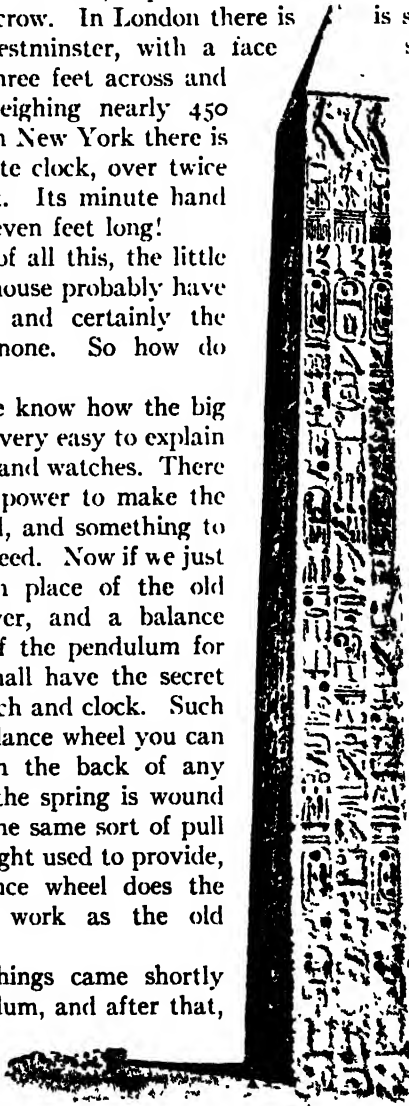 crow. In London there is
estminster, with a face
hree feet across and
eighing nearly 450
n New York there is
te clock, over twice
. Its minute hand
even feet long!
of all this, the little
house probably have
and certainly the
none. So how do
e know how the big
very easy to explain
and watches. There
power to make the
l, and something to
eed. Now if we just
n place of the old
ver, and a balance
f the pendulum for
hall have the secret
ch and clock. Such
lance wheel you can
n the back of any
the spring is wound
ne same sort of pull
ght used to provide,
nce wheel does the
work as the old
hings came shortly
lum, and after that,
is s
s